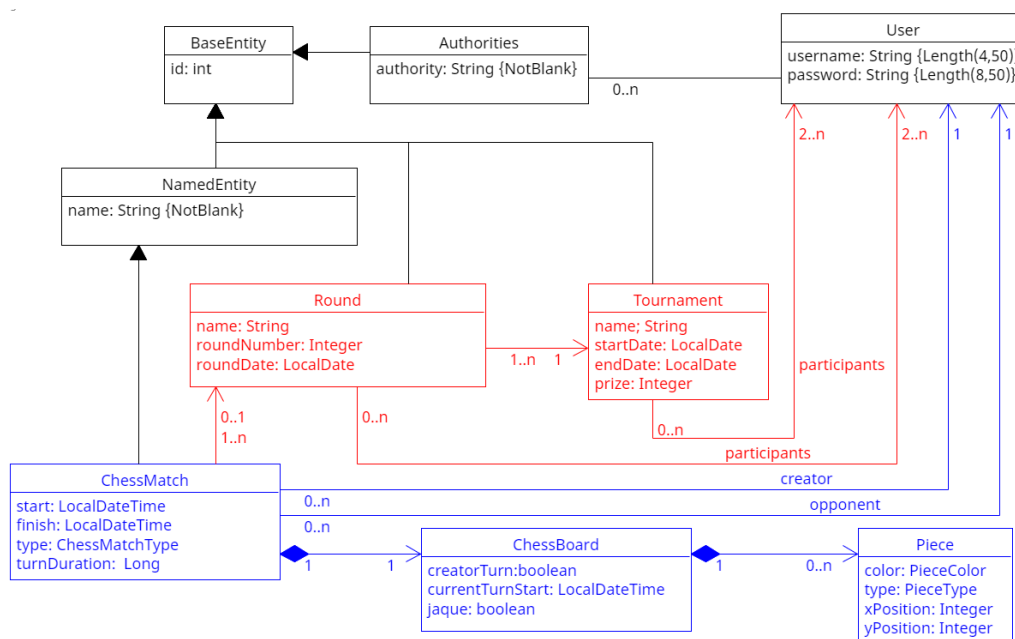 BaseEntity
id: int
Authorities
authority: String {NotBlank}
User
username: String {Length(4,50)}
password: String {Length(8,50)}
0..n
2..n
2..n
1
1
NamedEntity
name: String {NotBlank}
Round
name: String
roundNumber: Integer
roundDate: LocalDate
1..n
1
Tournament
name; String
startDate: LocalDate
endDate: LocalDate
prize: Integer
participants
0..1
1..n
0..n
0..n
participants
ChessMatch
start: LocalDateTime
finish: LocalDateTime
type: ChessMatchType
turnDuration: Long
creator
0..n
opponent
0..n
1
1
ChessBoard
creatorTurn:boolean
currentTurnStart: LocalDateTime
jaque: boolean
1
0..n
Piece
color: PieceColor
type: PieceType
xPosition: Integer
yPosition: Integer